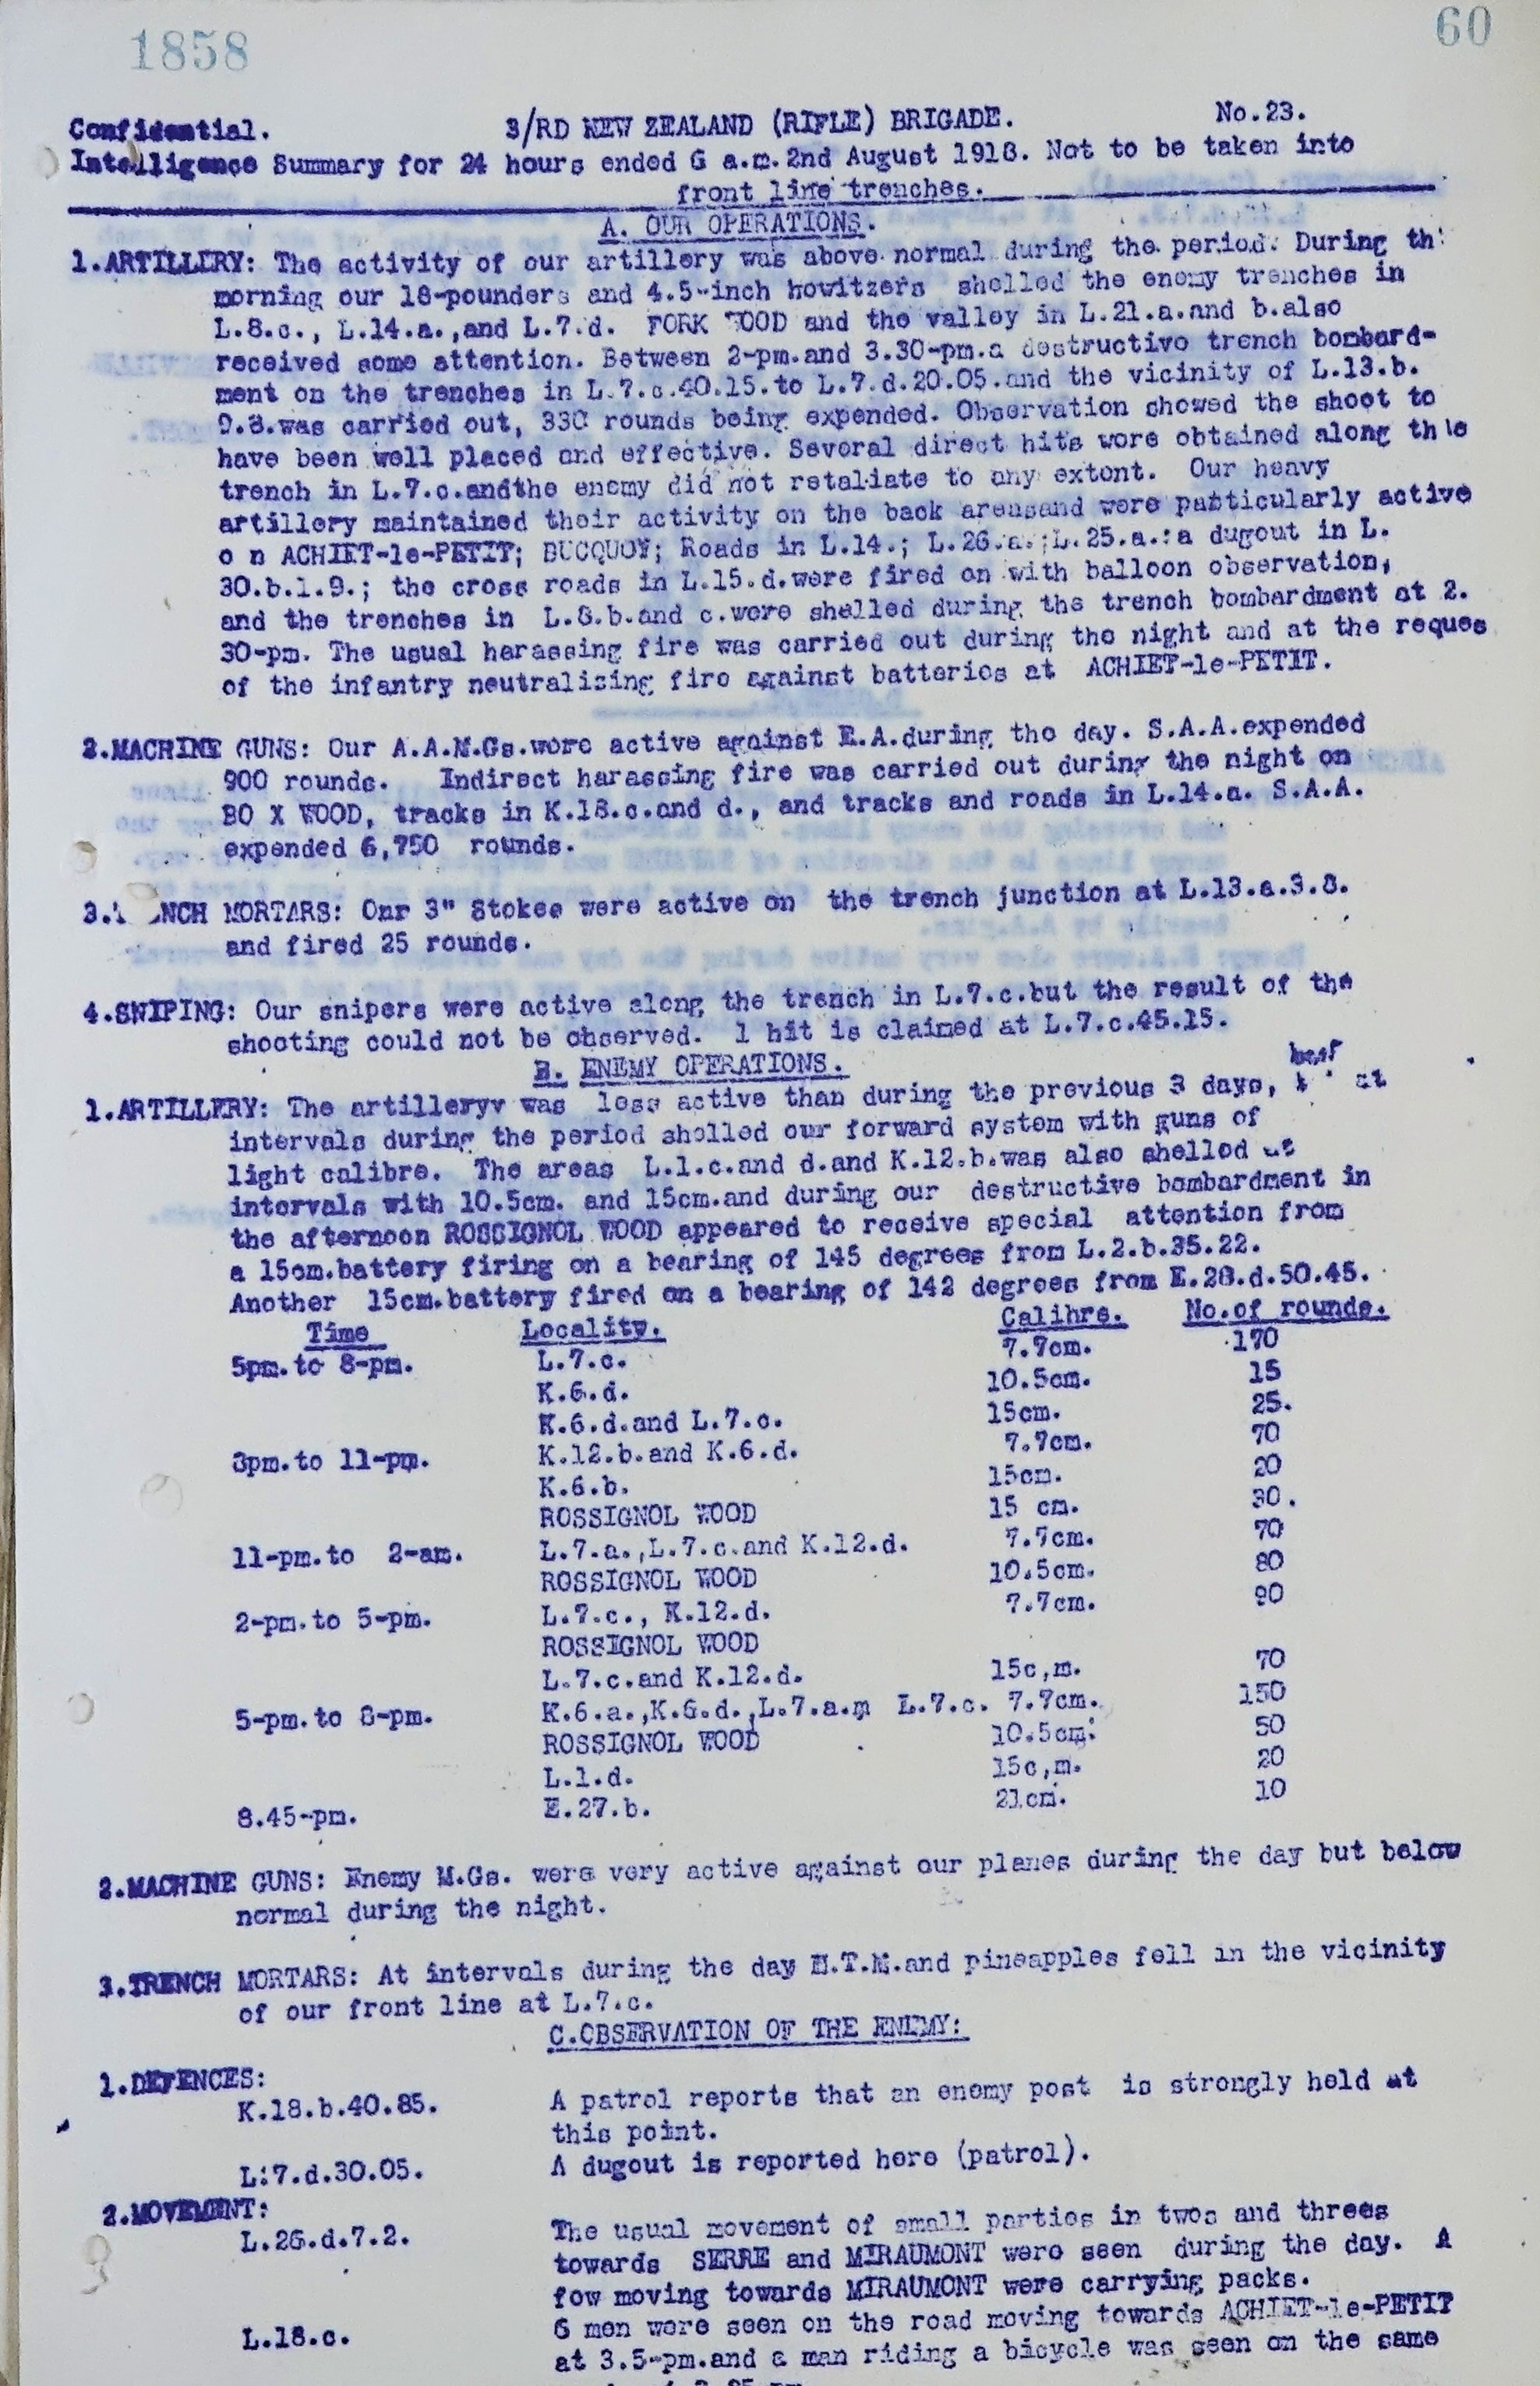 1858
60
Confidential. 3/RD NEW ZEALAND (RIFLE) BRIGADE. No.23.
Intelligence Summary for 24 hours ended 6 a.m.2nd August 1918. Not to be taken into
front line trenches.
A. OUR OPERATIONS.
1.ARTILLERY: The activity of our artillery was above normal during the period. During th
morning our 18-pounders and 4.5-inch howitzers shelled the enemy trenches in
L.8.c., L.14.a.,and L.7.d. FORK WOOD and the valley in L.21.a.and b.also
received some attention. Between 2-pm.and 3.30-pm.a destructive trench bombard-
ment on the trenches in L.7.c.40.15.to L.7.d.20.05.and the vicinity of L.13.b.
9.8.was carried out, 330 rounds being expended. Observation showed the shoot to
have been well placed and effective. Several direct hits were obtained along the
trench in L.7.c.andthe enemy did not retaliate to any extent. Our heavy
artillery maintained their activity on the back areasand were patticularly active
o n ACHIET-le-PETIT; BUCQUOY; Roads in L.14.; L.26.a.;L.25.a.:a dugout in L.
30.b.1.9.; the cross roads in L.15.d.were fired on with balloon observation,
and the trenches in L.8.b.and c.were shelled during the trench bombardment at 2.
30-pm. The usual harassing fire was carried out during the night and at the reques
of the infantry neutralising fire against batteries at ACHIET-le-PETIT.
2.MACHINE GUNS: Our A.A.M.Gs.were active against E.A.during the day. S.A.A.expended
900 rounds. Indirect harassing fire was carried out during the night on
BO X WOOD, tracks in K.18.c.and d., and tracks and roads in L.14.a. S.A.A.
expended 6,750 rounds.
3.T NCH MORTARS: Our 3" Stokes were active on the trench junction at L.13.a.3.8.
and fired 25 rounds.
4.SNIPING: Our snipers were active along the trench in L.7.c.but the result of the
shooting could not be observed. 1 hit is claimed at L.7.c.45.15.
B. ENEMY OPERATIONS.
1.ARTILLERY: The artilleryv was less active than during the previous 3 days, at
intervals during the period shelled our forward system with guns of
light calibre. The areas L.1.c.and d.and K.12.b.was also shelled at
intervals with 10.5cm. and 15cm.and during our destructive bombardment in
the afternoon ROSSIGNOL WOOD appeared to receive special attention from
a 15cm.battery firing on a bearing of 145 degrees from L.2.b.35.22.
Another 15cm.battery fired on a bearing of 142 degrees from E.28.d.50.45.
Time Locality. Calibre. No.of rounds.
5pm.to 8-pm. L.7.c. 7.7cm. 170
K.6.d. 10.5cm. 15
K.6.d.and L.7.c. 15cm. 25.
8pm.to 11-pm. K.12.b.and K.6.d. 7.7cm. 70
K.6.b. 15cm. 20
ROSSIGNOL WOOD 15 cm. 30.
11-pm.to 2-am. L.7.a.,L.7.c.and K.12.d. 7.7cm. 70
ROSSIGNOL WOOD 10.5cm. 80
2-pm.to 5-pm. L.7.c., K.12.d. 7.7cm. 90
ROSSIGNOL WOOD
L.7.c.and K.12.d. 15c,m. 70
5-pm.to 8-pm. K.6.a.,K.6.d.,L.7.a.m L.7.c. 7.7cm. 150
ROSSIGNOL WOOD 10.5cm. 50
L.1.d. 15c,m. 20
8.45-pm. E.27.b. 21cm. 10
2.MACHINE GUNS: Enemy M.Gs. were very active against our planes during the day but below
normal during the night.
3.TRENCH MORTARS: At intervals during the day H.T.M.and pineapples fell in the vicinity
of our front line at L.7.c.
C.OBSERVATION OF THE ENEMY:
1.DEFENCES:
K.18.b.40.85. A patrol reports that an enemy post is strongly held at
this point.
L:7.d.30.05. A dugout is reported here (patrol).
2.MOVEMENT:
L.26.d.7.2. The usual movement of small parties in twos and threes
towards SERRE and MIRAUMONT were seen during the day. A
few moving towards MIRAUMONT were carrying packs.
L.18.c. 6 men were seen on the road moving towards ACHIET-le-PETIT
at 3.5-pm.and a man riding a bicycle was seen on the same